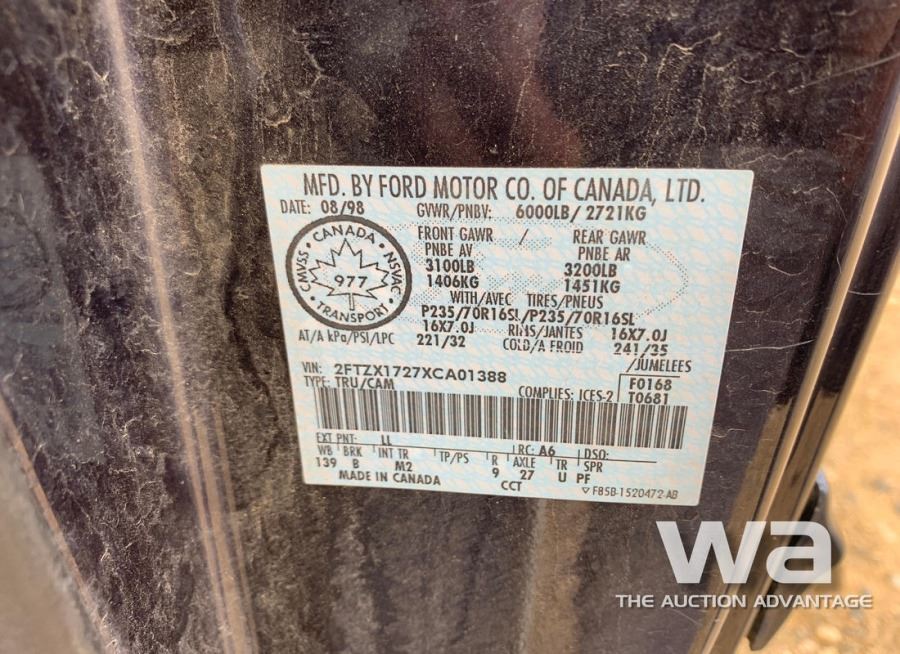 MFD. BY FORD MOTOR CO. OF CANADA, LTD.
DATE: 08/98 GVWR/PNBV: 6000LB/ 2721KG
CANADA
CMVSS
NSVAC
977
TRANSPORT
FRONT GAWR / REAR GAWR
PNBE AV PNBE AR
3100LB 3200LB
1406KG 1451KG
WITH/AVEC TIRES/PNEUS
P235/70R16SL/P235/70R16SL
16X7.0J RIMS/JANTES 16X7.0J
AT/A kPa/PSI/LPC 221/32 COLD/A FROID 241/35
/JUMELEES
VIN: 2FTZX1727XCA01388 F0168
TYPE: TRU/CAM COMPLIES: ICES-2 T0681
EXT PNT: LL RC: A6 DSO:
WB BRK INT TR TP/PS R AXLE TR SPR
139 B M2 9 27 U PF
MADE IN CANADA CCT ▽ F85B-1520472-AB
wa
THE AUCTION ADVANTAGE